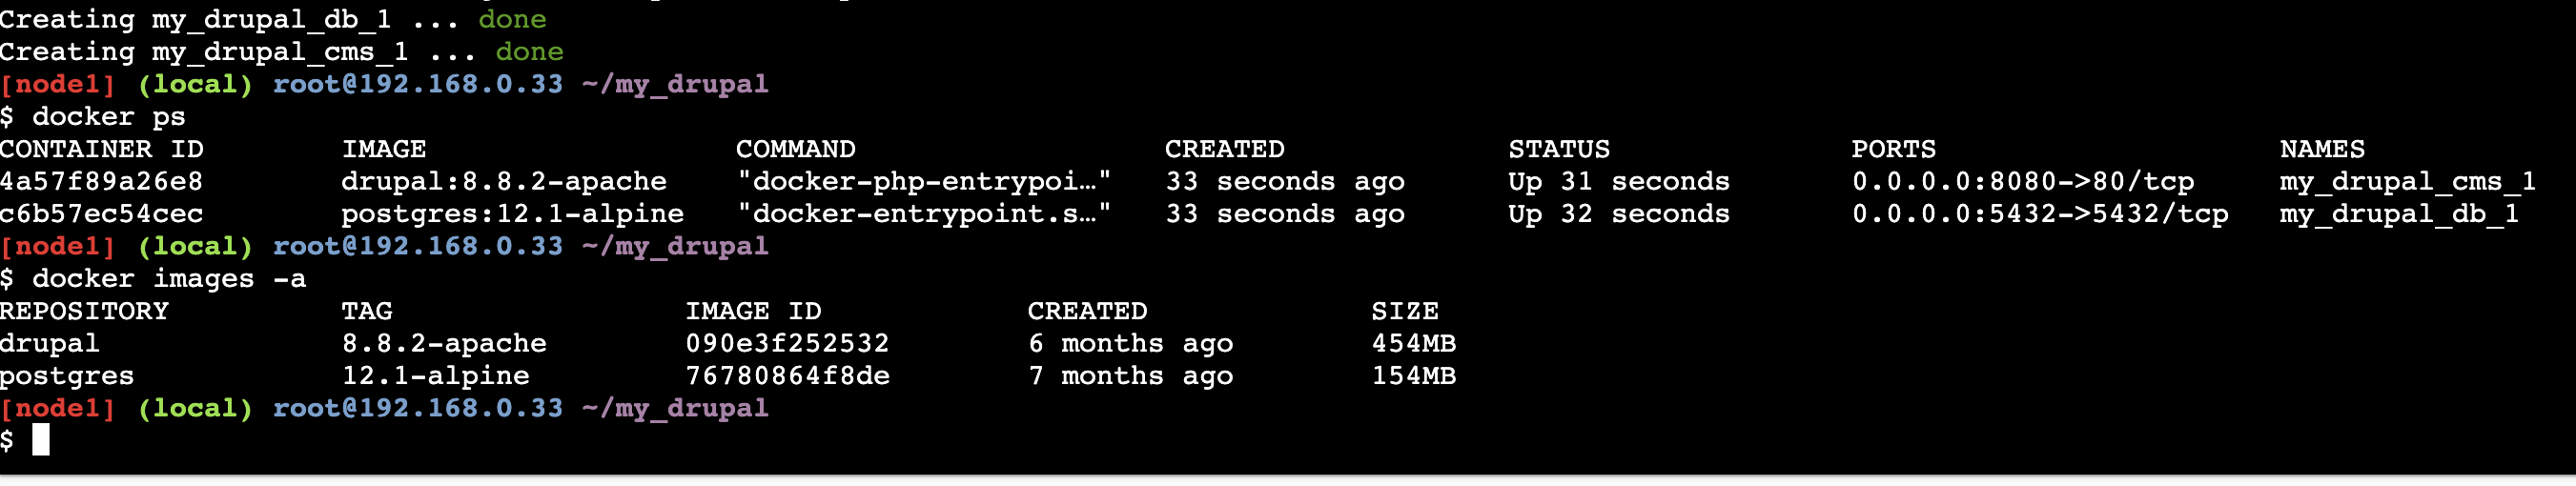 Creating my_drupal_db_1 ... done
Creating my_drupal_cms_1 ... done
[node1] (local) root@192.168.0.33 ~/my_drupal
$ docker ps
CONTAINER ID        IMAGE                  COMMAND                  CREATED             STATUS              PORTS                    NAMES
4a57f89a26e8        drupal:8.8.2-apache    "docker-php-entrypoi…"   33 seconds ago      Up 31 seconds       0.0.0.0:8080->80/tcp     my_drupal_cms_1
c6b57ec54cec        postgres:12.1-alpine   "docker-entrypoint.s…"   33 seconds ago      Up 32 seconds       0.0.0.0:5432->5432/tcp   my_drupal_db_1
[node1] (local) root@192.168.0.33 ~/my_drupal
$ docker images -a
REPOSITORY          TAG                 IMAGE ID            CREATED             SIZE
drupal              8.8.2-apache        090e3f252532        6 months ago        454MB
postgres            12.1-alpine         76780864f8de        7 months ago        154MB
[node1] (local) root@192.168.0.33 ~/my_drupal
$